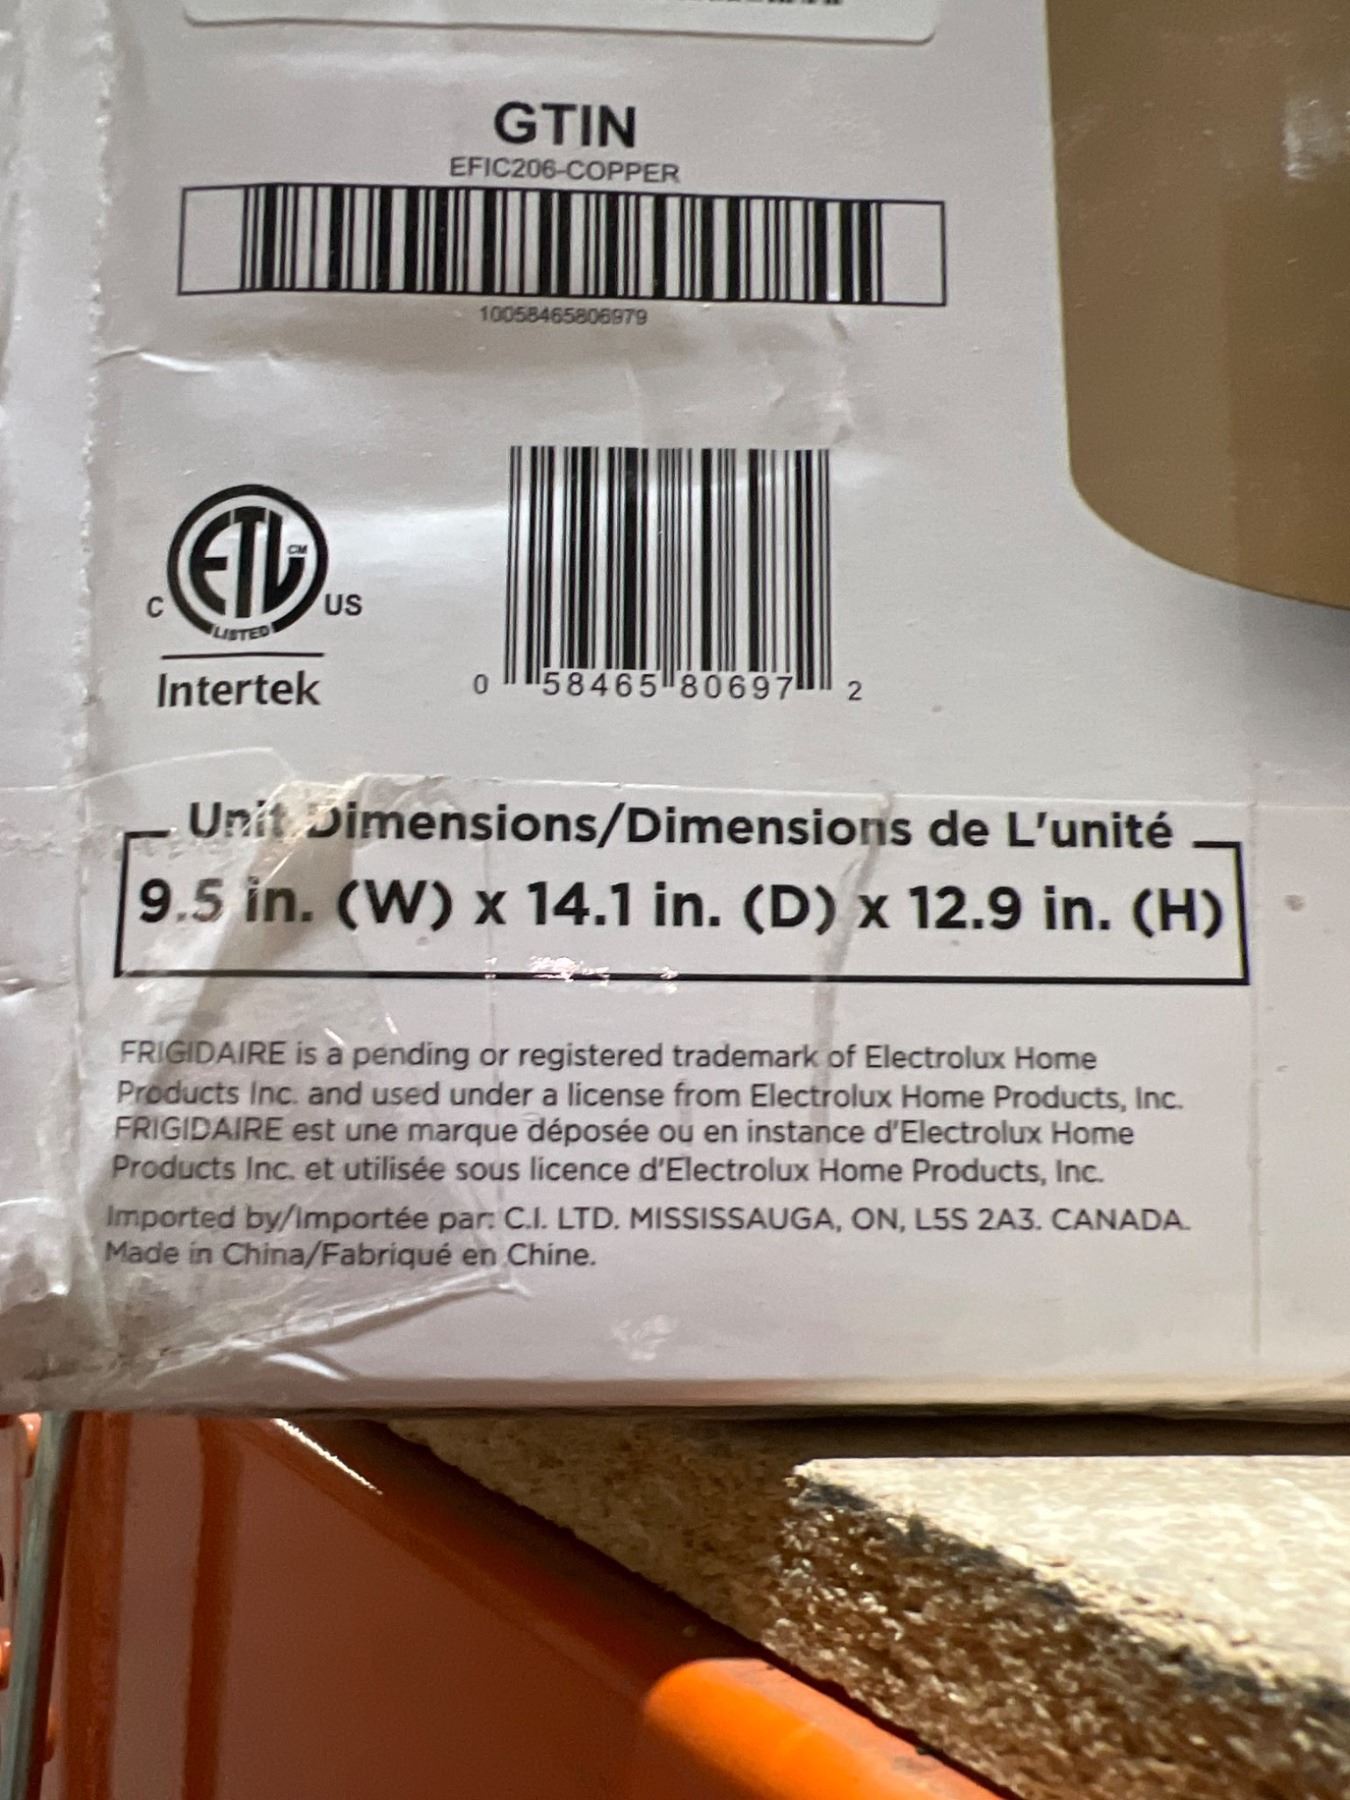 GTIN
EFIC206-COPPER
10058465806979
C ETL CM US
LISTED
Intertek
0 58465 80697 2
Unit Dimensions/Dimensions de L'unité
9.5 in. (W) x 14.1 in. (D) x 12.9 in. (H)
FRIGIDAIRE is a pending or registered trademark of Electrolux Home
Products Inc. and used under a license from Electrolux Home Products, Inc.
FRIGIDAIRE est une marque déposée ou en instance d'Electrolux Home
Products Inc. et utilisée sous licence d'Electrolux Home Products, Inc.
Imported by/Importée par: C.I. LTD. MISSISSAUGA, ON, L5S 2A3. CANADA.
Made in China/Fabriqué en Chine.